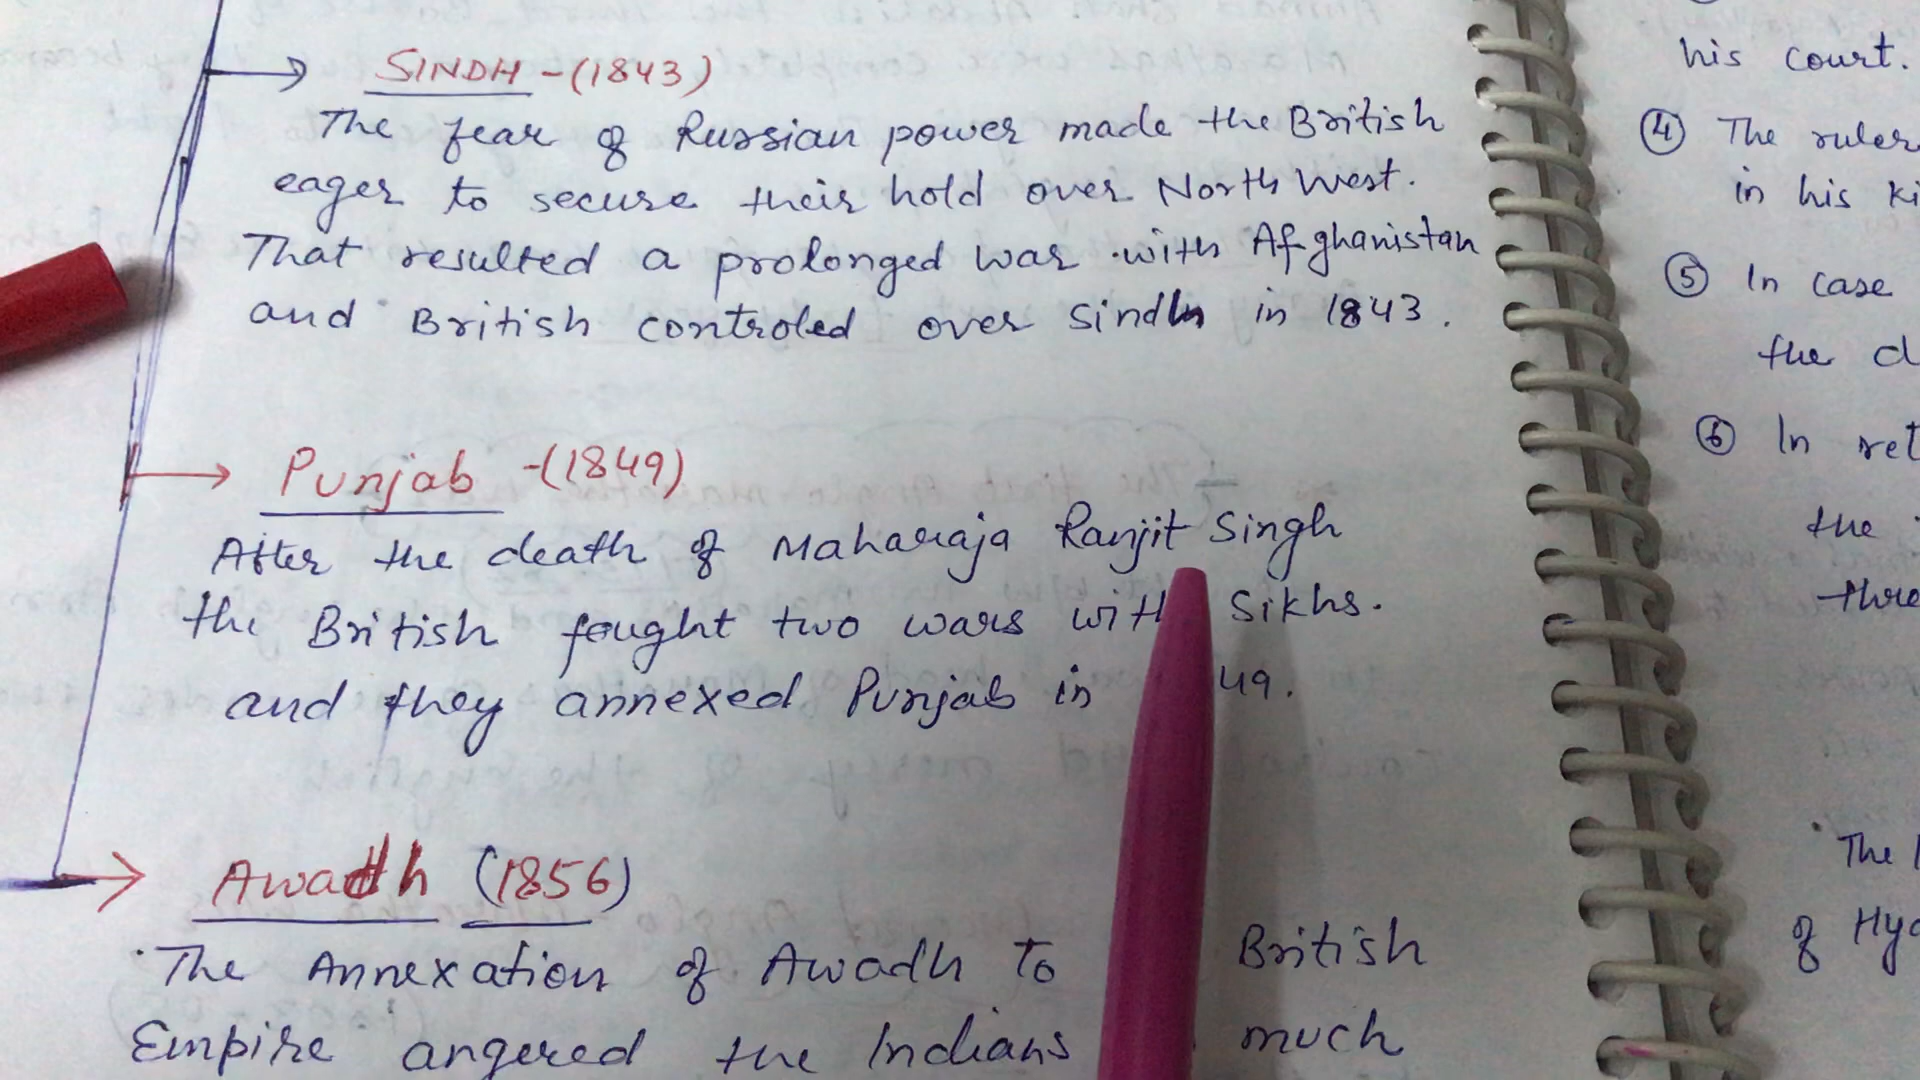 SINDH - (1843)
The fear of Russian power made the British
eager to secure their hold over North West.
That resulted a prolonged war with Afghanistan
and British controled over Sindh in 1843.
Punjab - (1849)
After the death of Maharaja Ranjit Singh
the British fought two wars with Sikhs.
and they annexed Punjab in 49.
Awadh (1856)
The Annexation of Awadh To British
Empire angered the Indians much
his court.
④ The ruler
in his Ki
⑤ In case
the d
⑥ In ret
the
thre
The
of Hyd